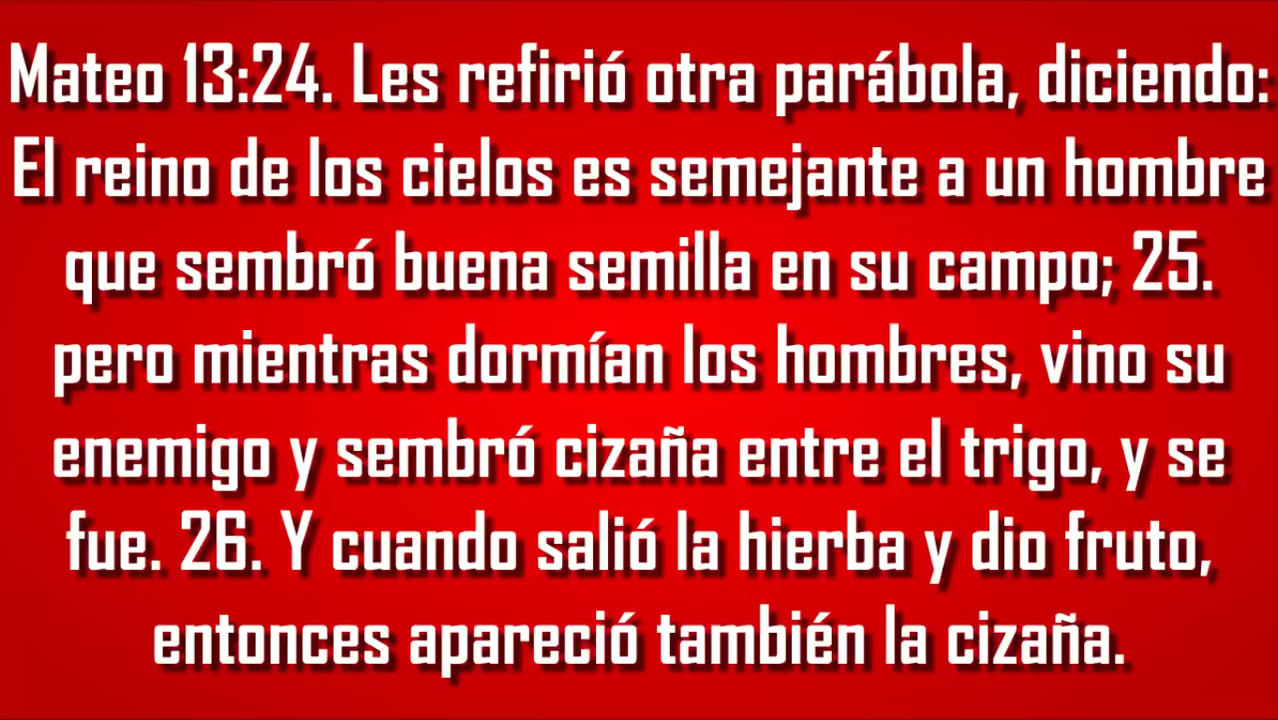 Mateo 13:24. Les refirió otra parábola, diciendo:
El reino de los cielos es semejante a un hombre
que sembró buena semilla en su campo; 25.
pero mientras dormían los hombres, vino su
enemigo y sembró cizaña entre el trigo, y se
fue. 26. Y cuando salió la hierba y dio fruto,
entonces apareció también la cizaña.